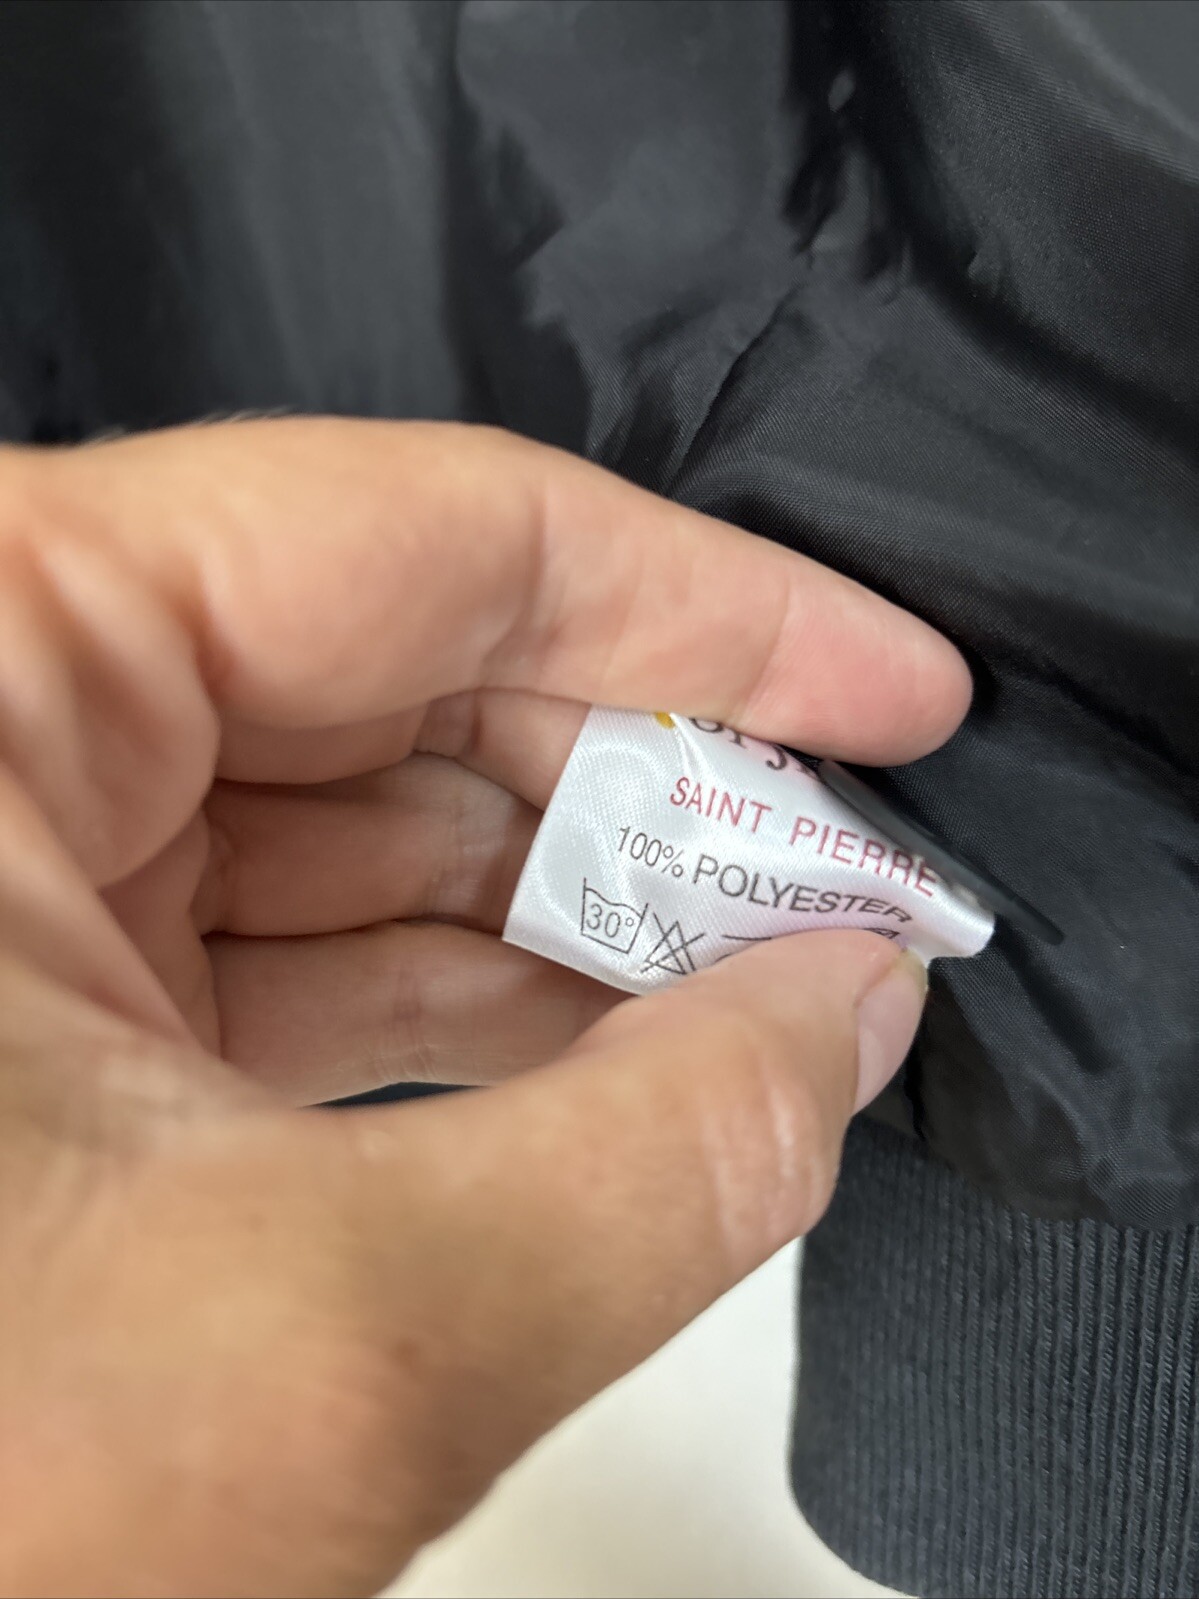 SAINT PIERRE
100% POLYESTER
30°